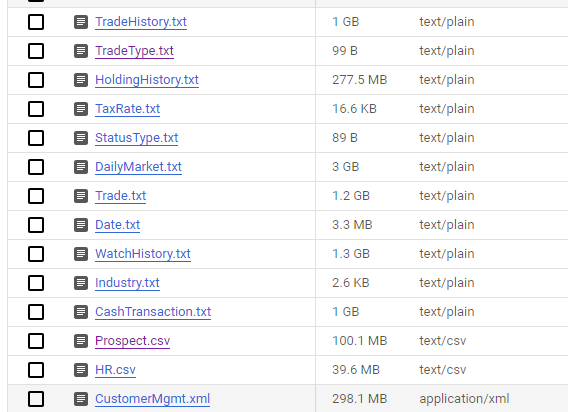 TradeHistory.txt 1 GB text/plain
TradeType.txt 99 B text/plain
HoldingHistory.txt 277.5 MB text/plain
TaxRate.txt 16.6 KB text/plain
StatusType.txt 89 B text/plain
DailyMarket.txt 3 GB text/plain
Trade.txt 1.2 GB text/plain
Date.txt 3.3 MB text/plain
WatchHistory.txt 1.3 GB text/plain
Industry.txt 2.6 KB text/plain
CashTransaction.txt 1 GB text/plain
Prospect.csv 100.1 MB text/csv
HR.csv 39.6 MB text/csv
CustomerMgmt.xml 298.1 MB application/xml